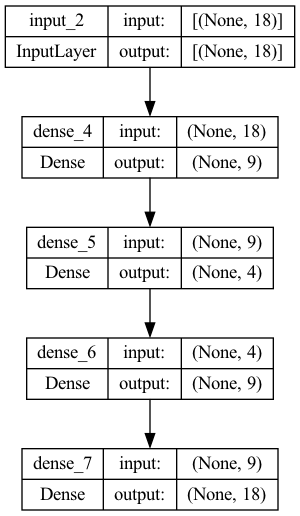 input_2 input: [(None, 18)]
InputLayer output: [(None, 18)]
dense_4 input: (None, 18)
Dense output: (None, 9)
dense_5 input: (None, 9)
Dense output: (None, 4)
dense_6 input: (None, 4)
Dense output: (None, 9)
dense_7 input: (None, 9)
Dense output: (None, 18)